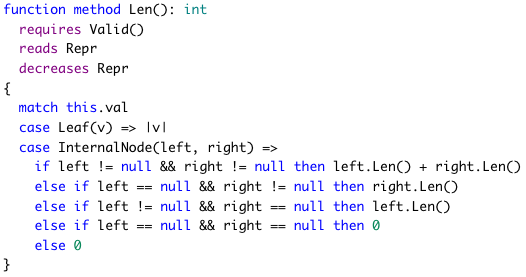 function method Len(): int
  requires Valid()
  reads Repr
  decreases Repr
{
  match this.val
  case Leaf(v) => |v|
  case InternalNode(left, right) =>
    if left != null && right != null then left.Len() + right.Len()
    else if left == null && right != null then right.Len()
    else if left != null && right == null then left.Len()
    else if left == null && right == null then 0
    else 0
}